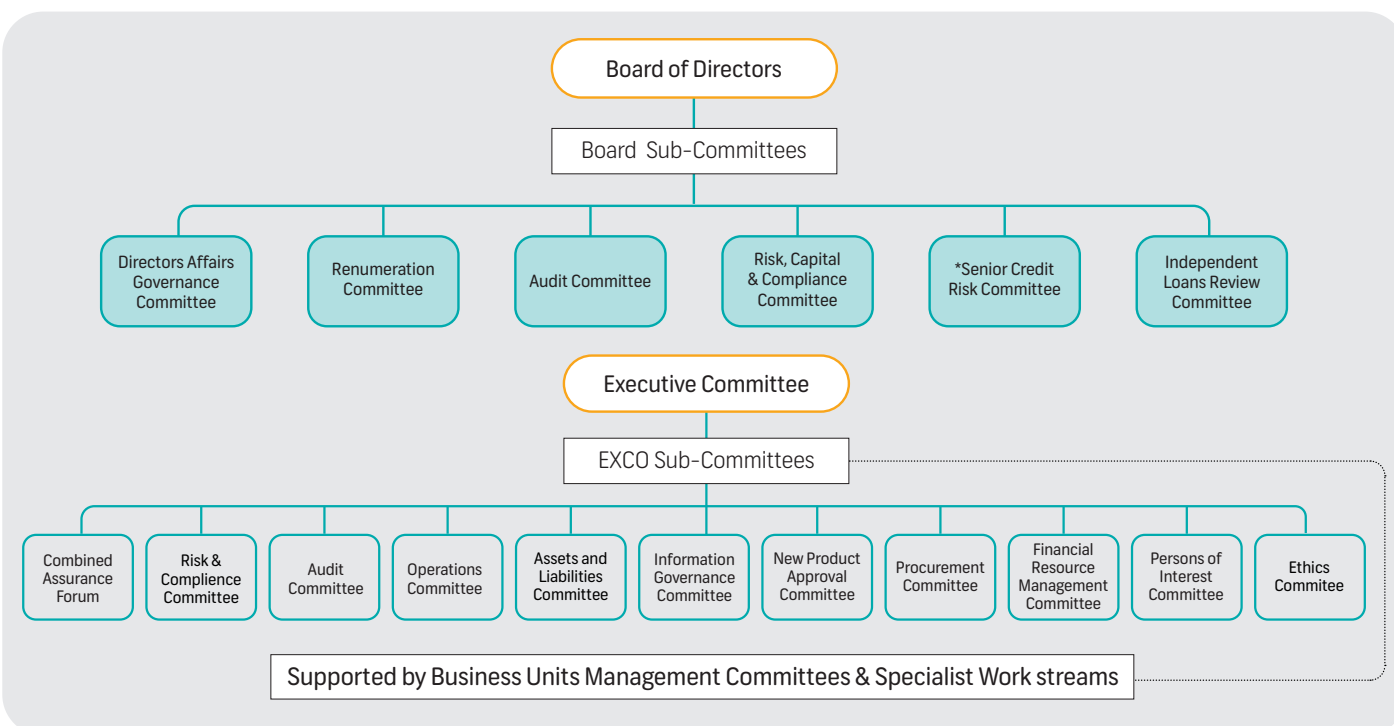 Board of Directors
Board Sub-Committees
Directors Affairs
Governance
Committee
Renumeration
Committee
Audit Committee
Risk, Capital
& Compliance
Committee
*Senior Credit
Risk Committee
Independent
Loans Review
Committee
Executive Committee
EXCO Sub-Committees
Combined
Assurance
Forum
Risk &
Complience
Committee
Audit
Committee
Operations
Committee
Assets and
Liabilities
Committee
Information
Governance
Committee
New Product
Approval
Committee
Procurement
Committee
Financial
Resource
Management
Committee
Persons of
Interest
Committee
Ethics
Commitee
Supported by Business Units Management Committees & Specialist Work streams